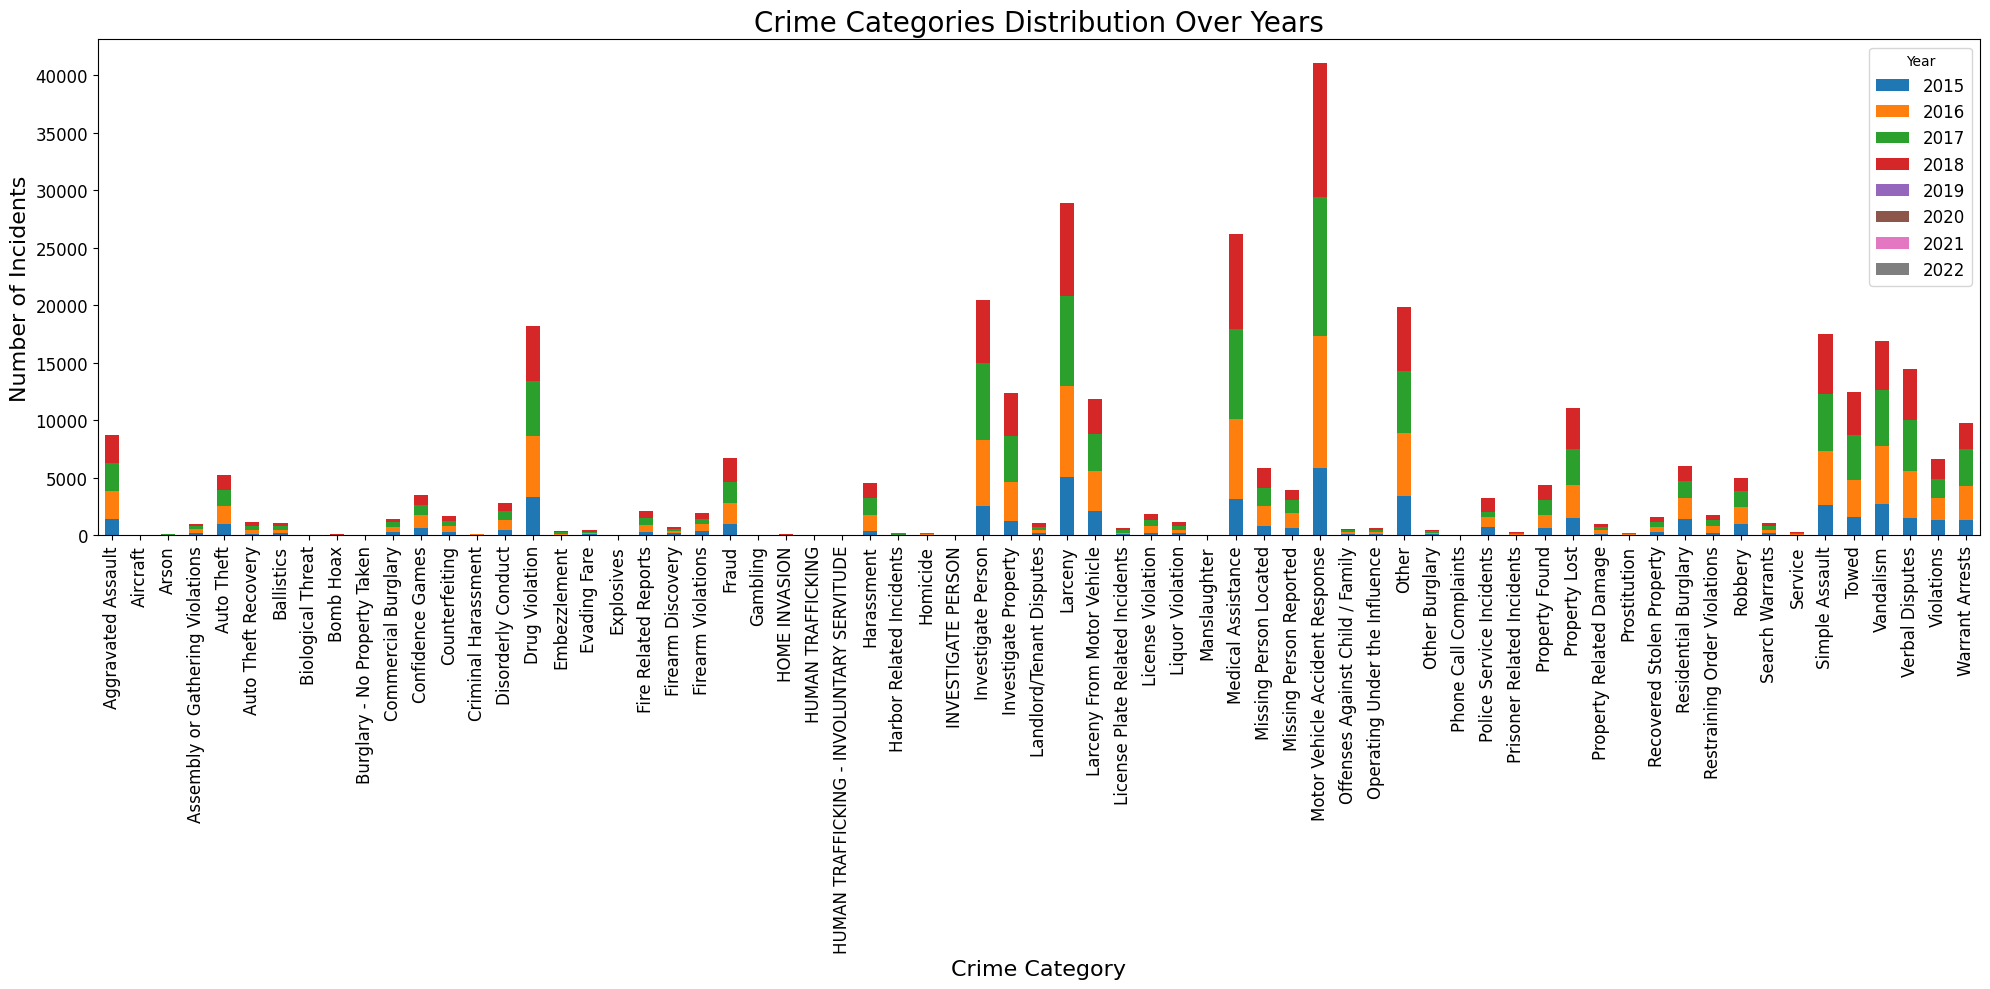 Crime Categories Distribution Over Years
Number of Incidents
40000
35000
30000
25000
20000
15000
10000
5000
0
Year
2015
2016
2017
2018
2019
2020
2021
2022
Aggravated Assault
Aircraft
Arson
Assembly or Gathering Violations
Auto Theft
Auto Theft Recovery
Ballistics
Biological Threat
Bomb Hoax
Burglary - No Property Taken
Commercial Burglary
Confidence Games
Counterfeiting
Criminal Harassment
Disorderly Conduct
Drug Violation
Embezzlement
Evading Fare
Explosives
Fire Related Reports
Firearm Discovery
Firearm Violations
Fraud
Gambling
HOME INVASION
HUMAN TRAFFICKING
HUMAN TRAFFICKING - INVOLUNTARY SERVITUDE
Harassment
Harbor Related Incidents
Homicide
INVESTIGATE PERSON
Investigate Person
Investigate Property
Landlord/Tenant Disputes
Larceny
Larceny From Motor Vehicle
License Plate Related Incidents
License Violation
Liquor Violation
Manslaughter
Medical Assistance
Missing Person Located
Missing Person Reported
Motor Vehicle Accident Response
Offenses Against Child / Family
Operating Under the Influence
Other
Other Burglary
Phone Call Complaints
Police Service Incidents
Prisoner Related Incidents
Property Found
Property Lost
Property Related Damage
Prostitution
Recovered Stolen Property
Residential Burglary
Restraining Order Violations
Robbery
Search Warrants
Service
Simple Assault
Towed
Vandalism
Verbal Disputes
Violations
Warrant Arrests
Crime Category